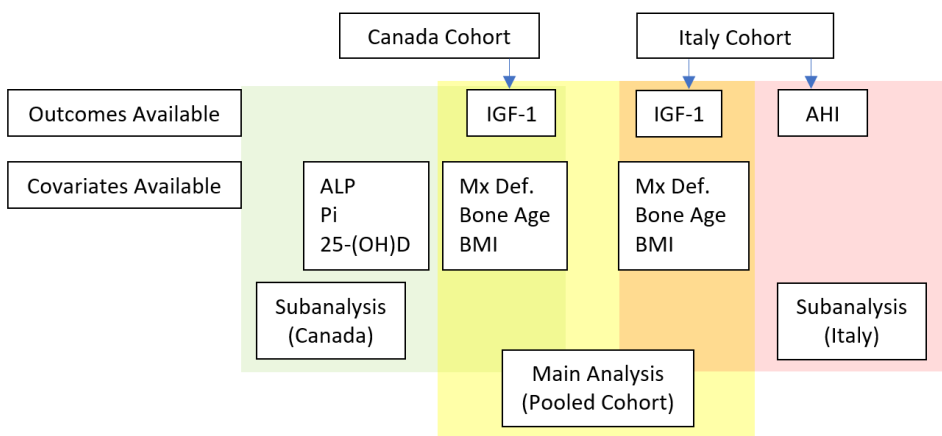 Canada Cohort
Italy Cohort
Outcomes Available
IGF-1
IGF-1
AHI
Covariates Available
ALP
Pi
25-(OH)D
Mx Def.
Bone Age
BMI
Mx Def.
Bone Age
BMI
Subanalysis
(Canada)
Subanalysis
(Italy)
Main Analysis
(Pooled Cohort)